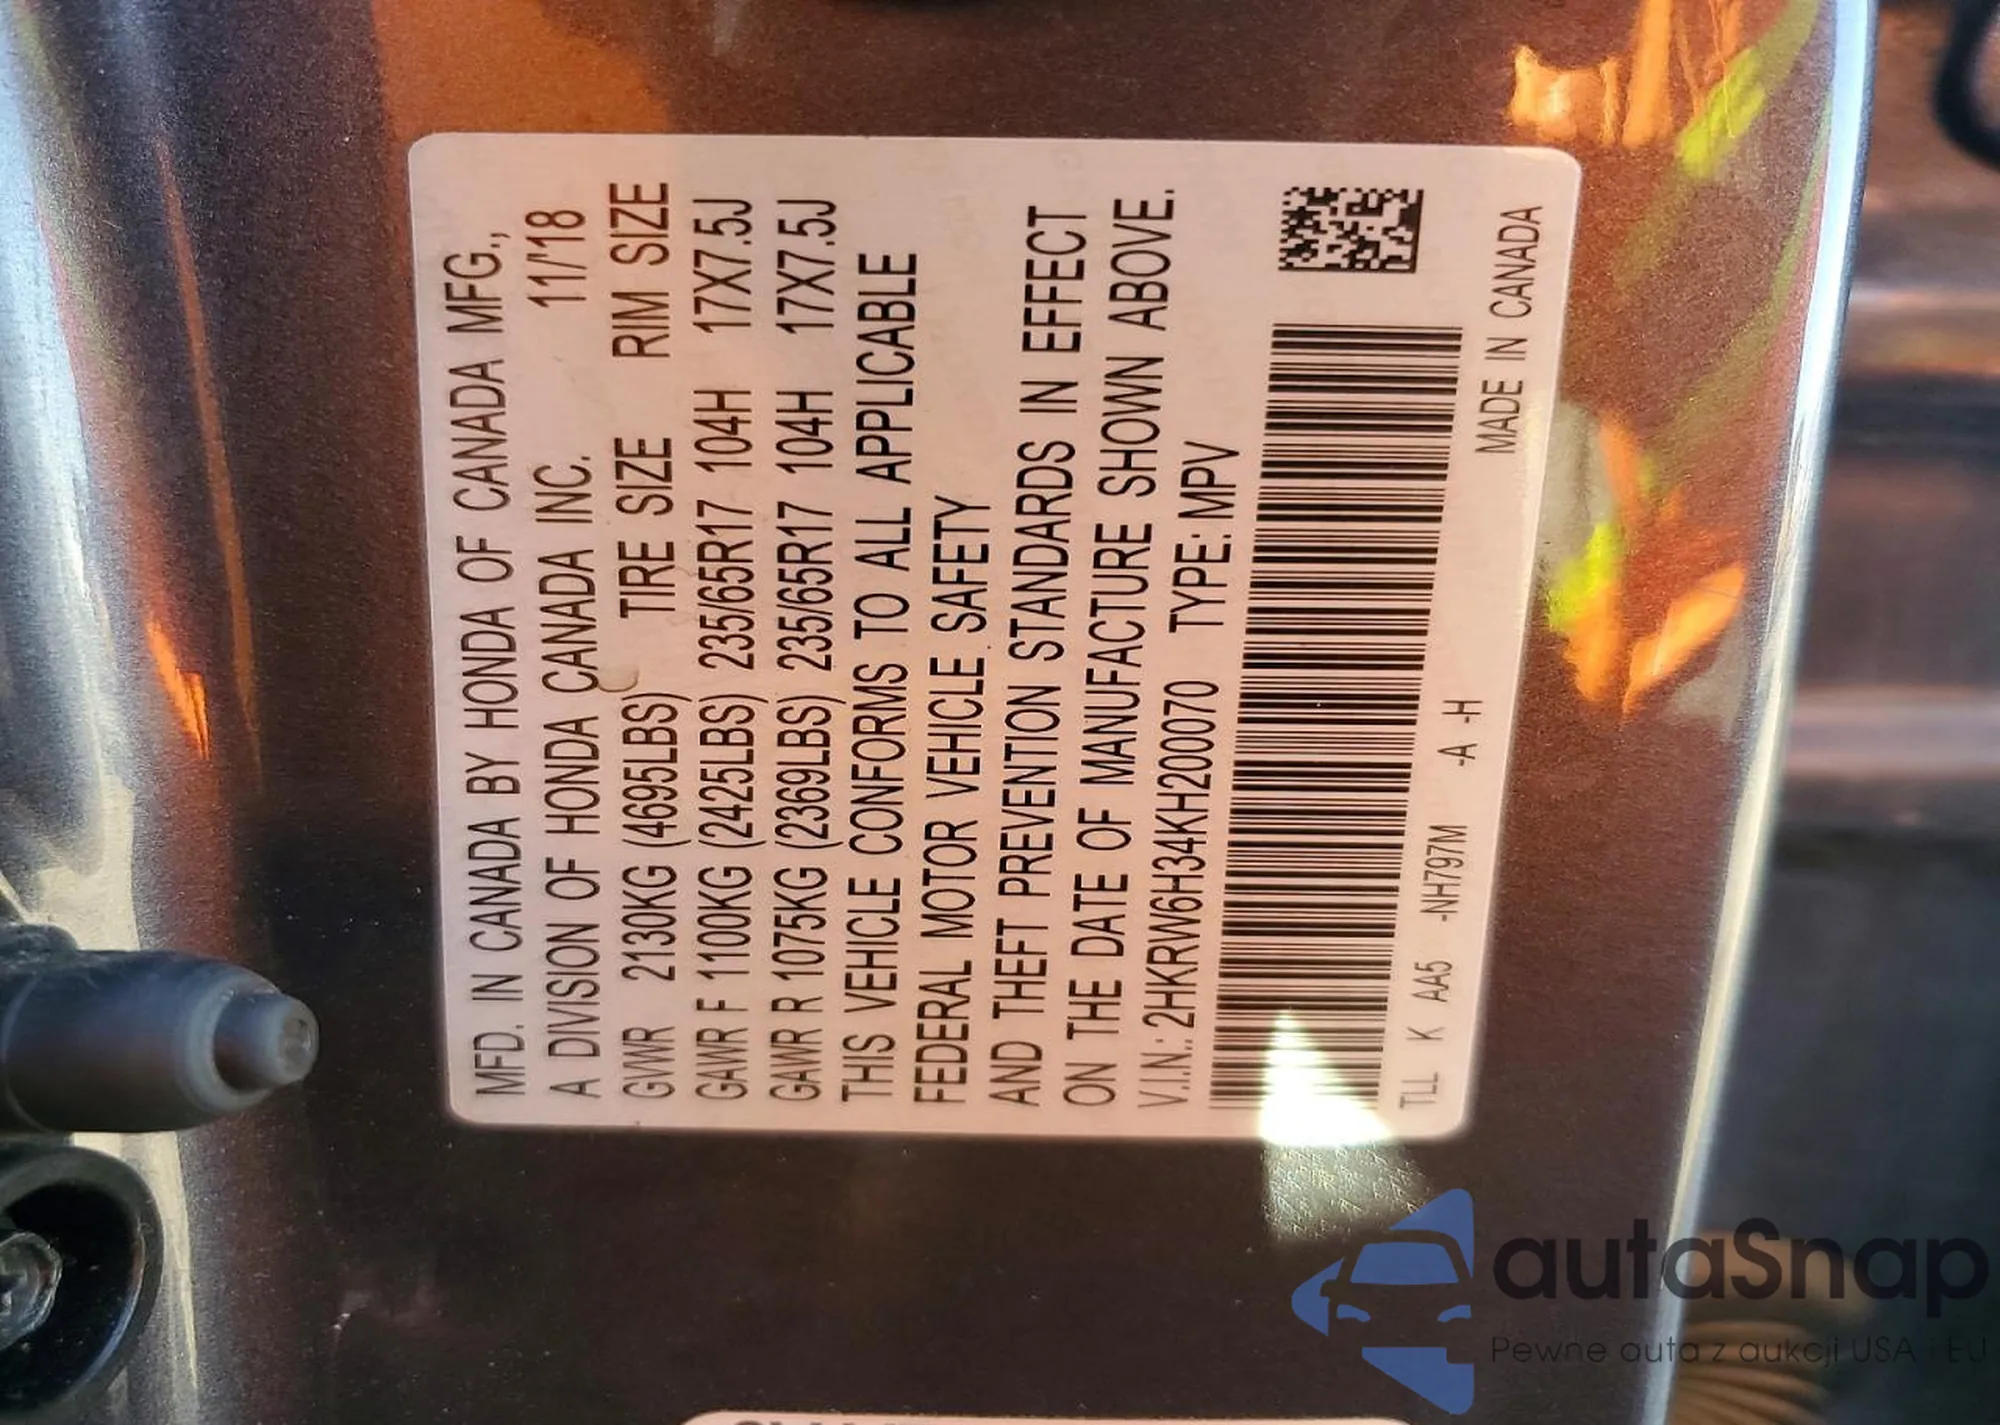 MFD. IN CANADA BY HONDA OF CANADA MFG.,
A DIVISION OF HONDA CANADA INC. 11/'18
GVWR 2130KG (4695LBS) TIRE SIZE RIM SIZE
GAWR F 1100KG (2425LBS) 235/65R17 104H 17X7.5J
GAWR R 1075KG (2369LBS) 235/65R17 104H 17X7.5J
THIS VEHICLE CONFORMS TO ALL APPLICABLE
FEDERAL MOTOR VEHICLE SAFETY
AND THEFT PREVENTION STANDARDS IN EFFECT
ON THE DATE OF MANUFACTURE SHOWN ABOVE.
V.I.N.: 2HKRW6H34KH200070 TYPE: MPV
TLL K AA5 -NH797M -A -H
MADE IN CANADA
autaSnap
Pewne auta z aukcji USA i EU